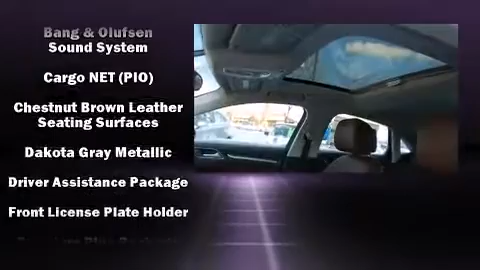 Bang & Olufsen
Sound System
Cargo NET (PIO)
Chestnut Brown Leather
Seating Surfaces
Dakota Gray Metallic
Driver Assistance Package
Front License Plate Holder